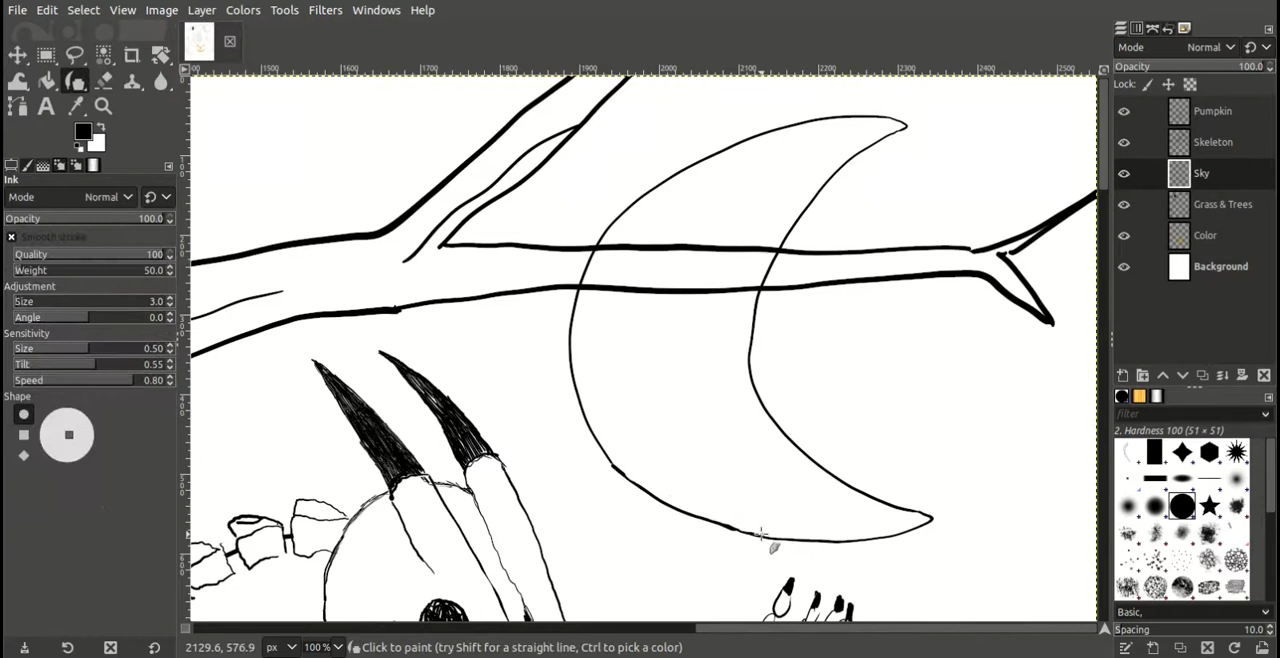 File Edit Select View Image Layer Colors Tools Filters Windows Help
1500 1600 1700 1800 1900 2000 2100 2200 2300 2400 2500
Ink
Mode Normal
Opacity 100.0
Smooth stroke
Quality 100
Weight 50.0
Adjustment
Size 3.0
Angle 0.0
Sensitivity
Size 0.50
Tilt 0.55
Speed 0.80
Shape
2129.6, 576.9 px 100% Click to paint (try Shift for a straight line, Ctrl to pick a color)
Mode Normal
Opacity 100.0
Lock:
Pumpkin
Skeleton
Sky
Grass & Trees
Color
Background
filter
2. Hardness 100 (51 × 51)
Basic,
Spacing 10.0